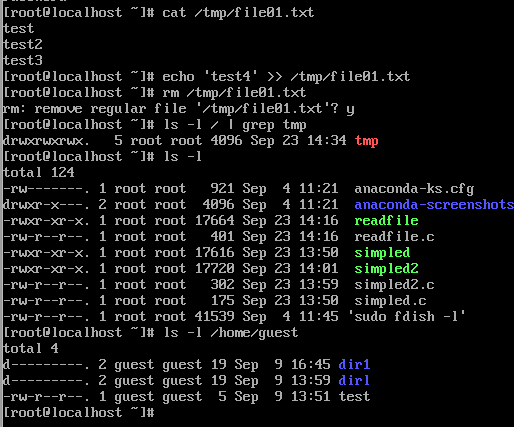 [root@localhost ~]# cat /tmp/file01.txt
test
test2
test3
[root@localhost ~]# echo 'test4' >> /tmp/file01.txt
[root@localhost ~]# rm /tmp/file01.txt
rm: remove regular file '/tmp/file01.txt'? y
[root@localhost ~]# ls -l / | grep tmp
drwxrwxrwx.   5 root root 4096 Sep 23 14:34 tmp
[root@localhost ~]# ls -l
total 124
-rw-------. 1 root root   921 Sep  4 11:21  anaconda-ks.cfg
drwxr-x---. 2 root root  4096 Sep  4 11:21  anaconda-screenshots
-rwxr-xr-x. 1 root root 17664 Sep 23 14:16  readfile
-rw-r--r--. 1 root root   401 Sep 23 14:16  readfile.c
-rwxr-xr-x. 1 root root 17616 Sep 23 13:50  simpled
-rwxr-xr-x. 1 root root 17720 Sep 23 14:01  simpled2
-rw-r--r--. 1 root root   302 Sep 23 13:59  simpled2.c
-rw-r--r--. 1 root root   175 Sep 23 13:50  simpled.c
-rw-r--r--. 1 root root 41539 Sep  4 11:45 'sudo fdish -l'
[root@localhost ~]# ls -l /home/guest
total 4
d---------. 2 guest guest 19 Sep  9 16:45 dir1
d---------. 2 guest guest 19 Sep  9 13:59 dirl
-rw-r--r--. 1 guest guest  5 Sep  9 13:51 test
[root@localhost ~]#